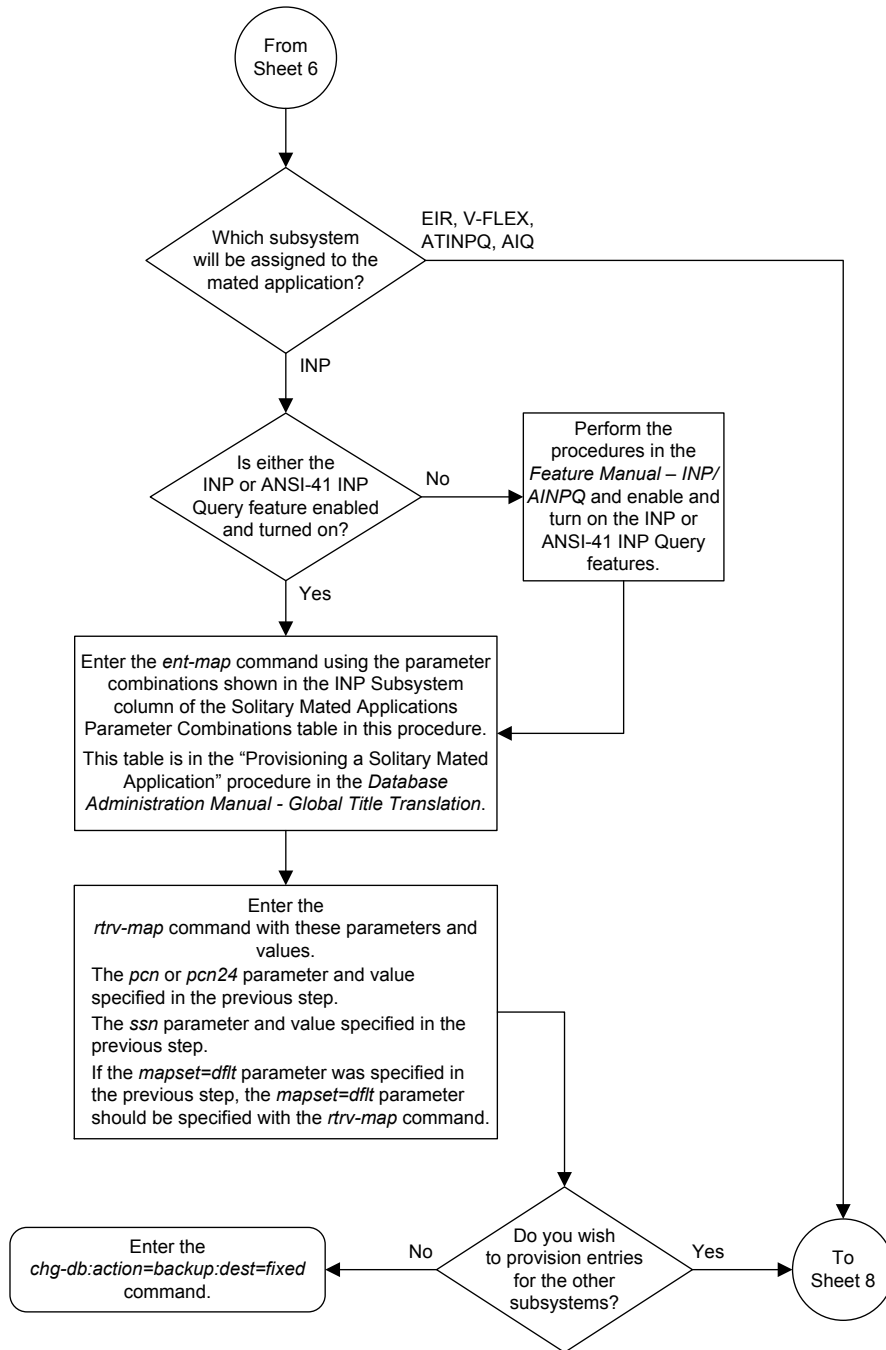 From
Sheet 6
Which subsystem
will be assigned to the
mated application?
EIR, V-FLEX,
ATINPQ, AIQ
INP
Is either the
INP or ANSI-41 INP
Query feature enabled
and turned on?
No
Perform the
procedures in the
Feature Manual – INP/
AINPQ and enable and
turn on the INP or
ANSI-41 INP Query
features.
Yes
Enter the ent-map command using the parameter
combinations shown in the INP Subsystem
column of the Solitary Mated Applications
Parameter Combinations table in this procedure.
This table is in the “Provisioning a Solitary Mated
Application” procedure in the Database
Administration Manual - Global Title Translation.
Enter the
rtrv-map command with these parameters and
values.
The pcn or pcn24 parameter and value
specified in the previous step.
The ssn parameter and value specified in the
previous step.
If the mapset=dflt parameter was specified in
the previous step, the mapset=dflt parameter
should be specified with the rtrv-map command.
Do you wish
to provision entries
for the other
subsystems?
No
Enter the
chg-db:action=backup:dest=fixed
command.
Yes
To
Sheet 8